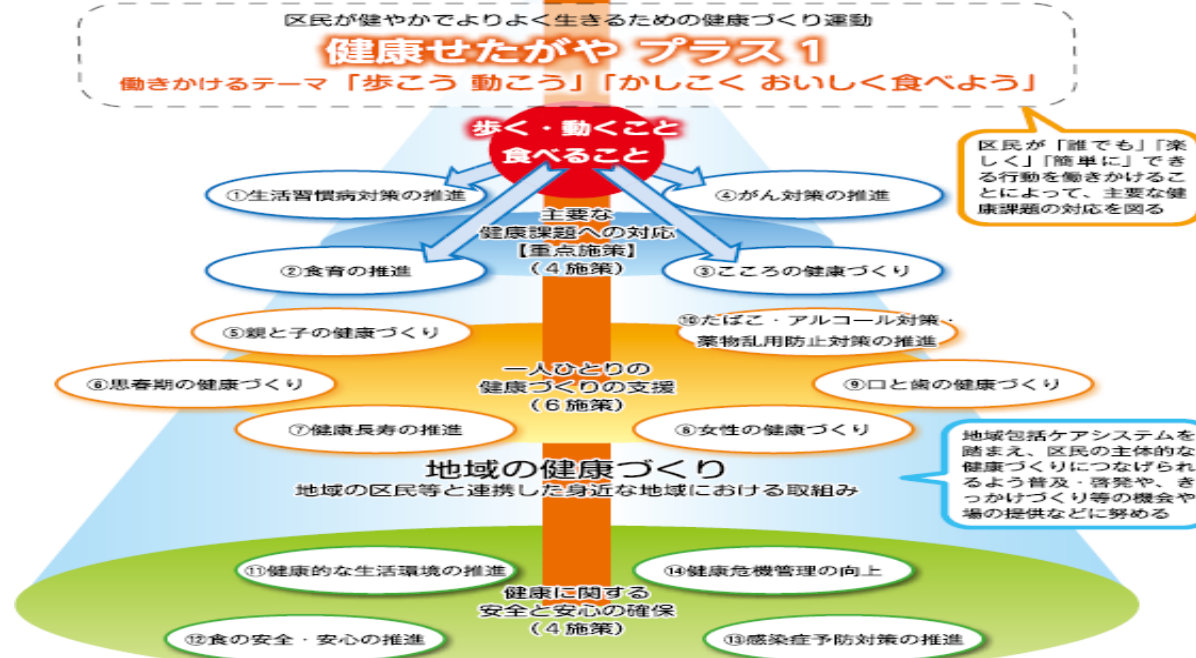 区民が健やかでよりよく生きるための健康づくり運動
健康せたがや プラス1
働きかけるテーマ「歩こう 動こう」「かしこく おいしく食べよう」
歩く・動くこと
食べること
区民が「誰でも」「楽
しく」「簡単に」でき
る行動を働きかけるこ
とによって、主要な健
康課題の対応を図る
①生活習慣病対策の推進
④がん対策の推進
主要な
健康課題への対応
【重点施策】
(4施策)
②食育の推進
③こころの健康づくり
⑤親と子の健康づくり
⑩たばこ・アルコール対策・
薬物乱用防止対策の推進
一人ひとりの
健康づくりの支援
(6施策)
⑥思春期の健康づくり
⑨口と歯の健康づくり
⑦健康長寿の推進
⑧女性の健康づくり
地域の健康づくり
地域の区民等と連携した身近な地域における取組み
地域包括ケアシステムを
踏まえ、区民の主体的な
健康づくりにつなげられ
るよう普及・啓発や、き
っかけづくり等の機会や
場の提供などに努める
⑪健康的な生活環境の推進
⑭健康危機管理の向上
健康に関する
安全と安心の確保
(4施策)
⑫食の安全・安心の推進
⑬感染症予防対策の推進